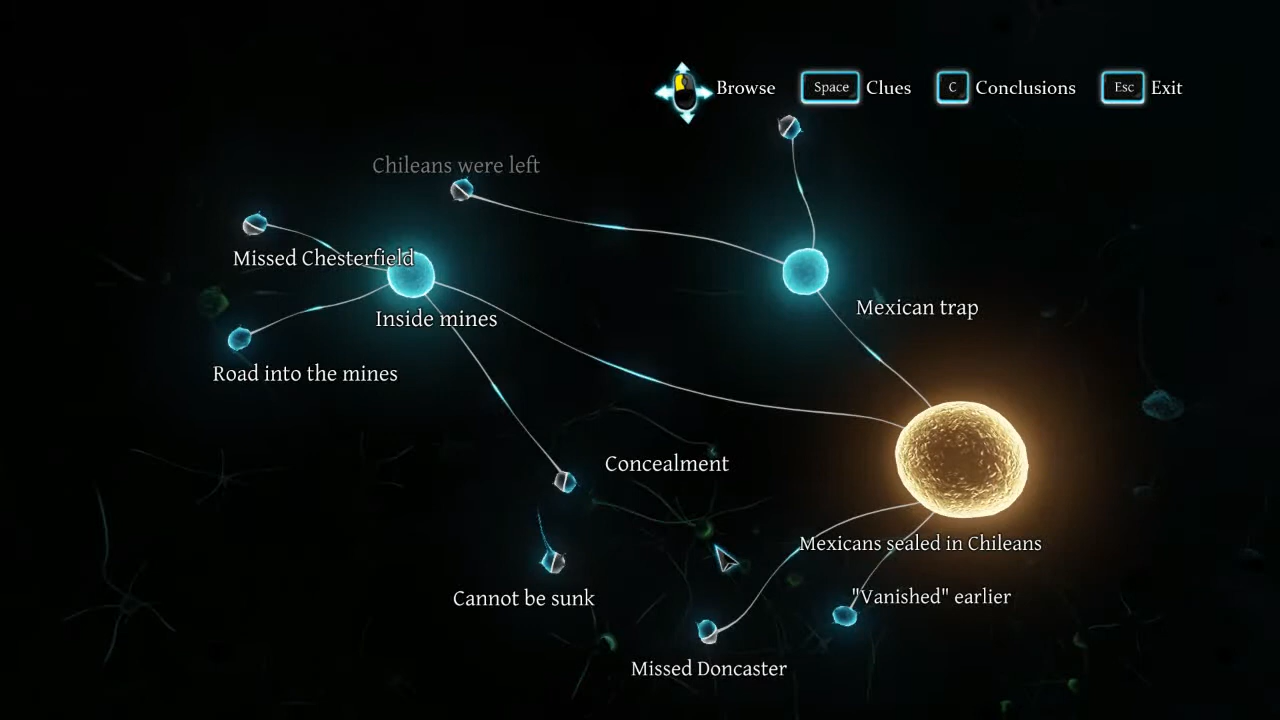 Browse Space Clues C Conclusions Esc Exit
Chileans were left
Missed Chesterfield
Mexican trap
Inside mines
Road into the mines
Concealment
Mexicans sealed in Chileans
Cannot be sunk
"Vanished" earlier
Missed Doncaster